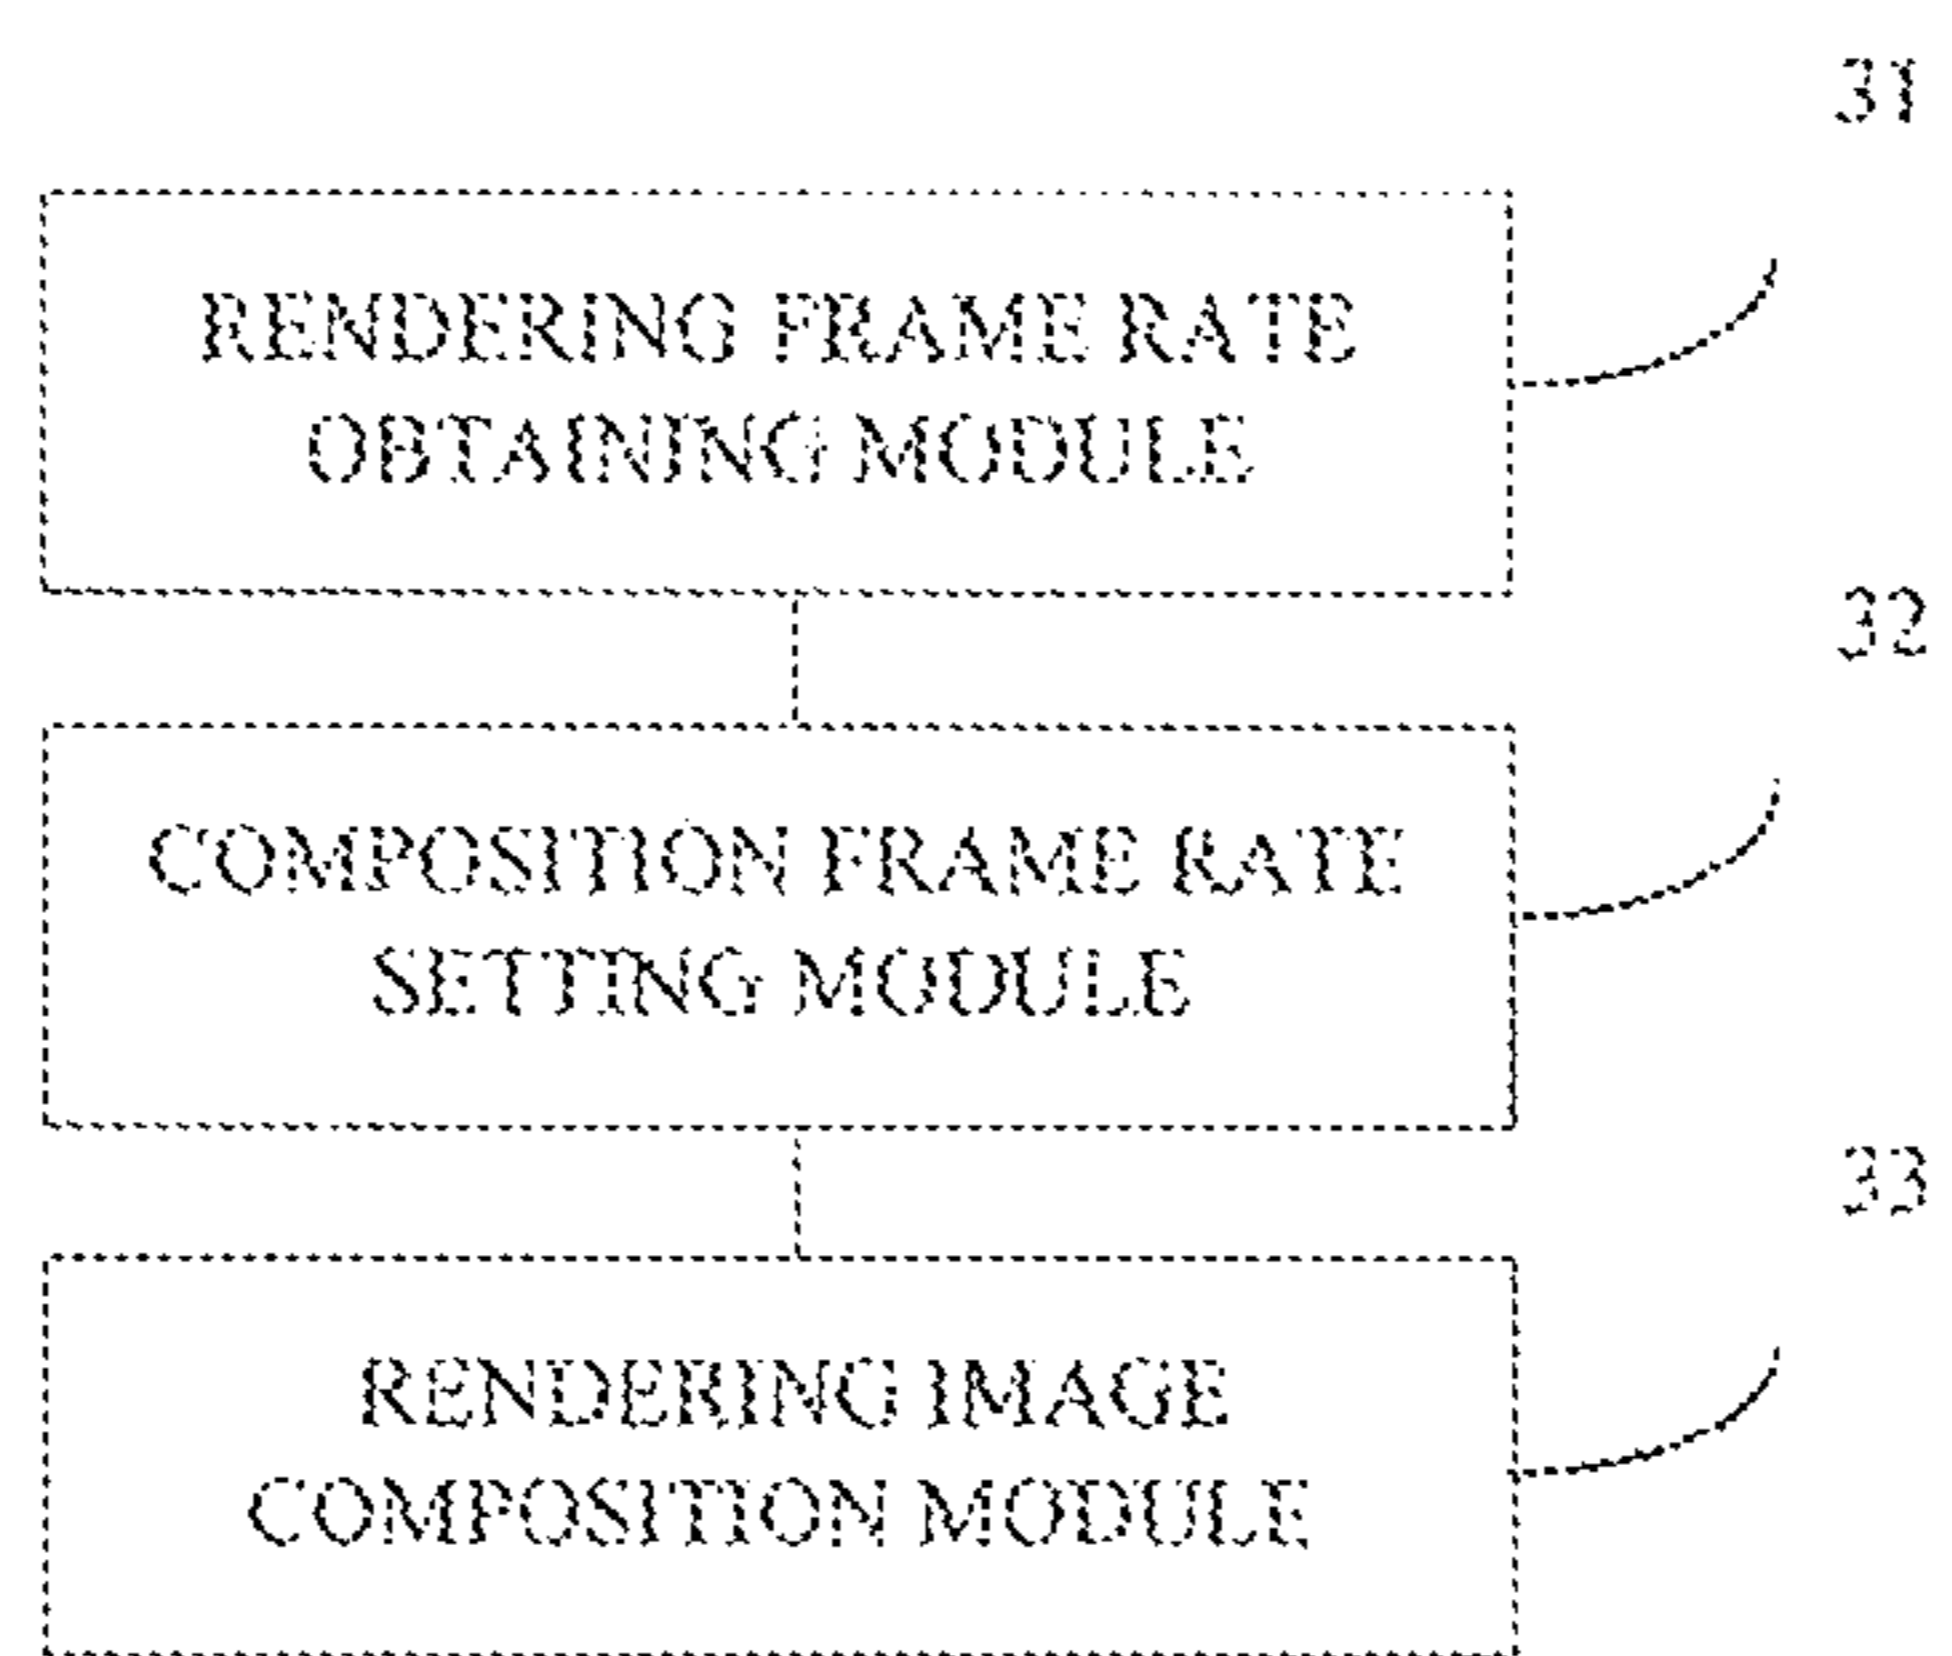 31
RENDERING FRAME RATE
OBTAINING MODULE
32
COMPOSITION FRAME RATE
SETTING MODULE
33
RENDERING IMAGE
COMPOSITION MODULE